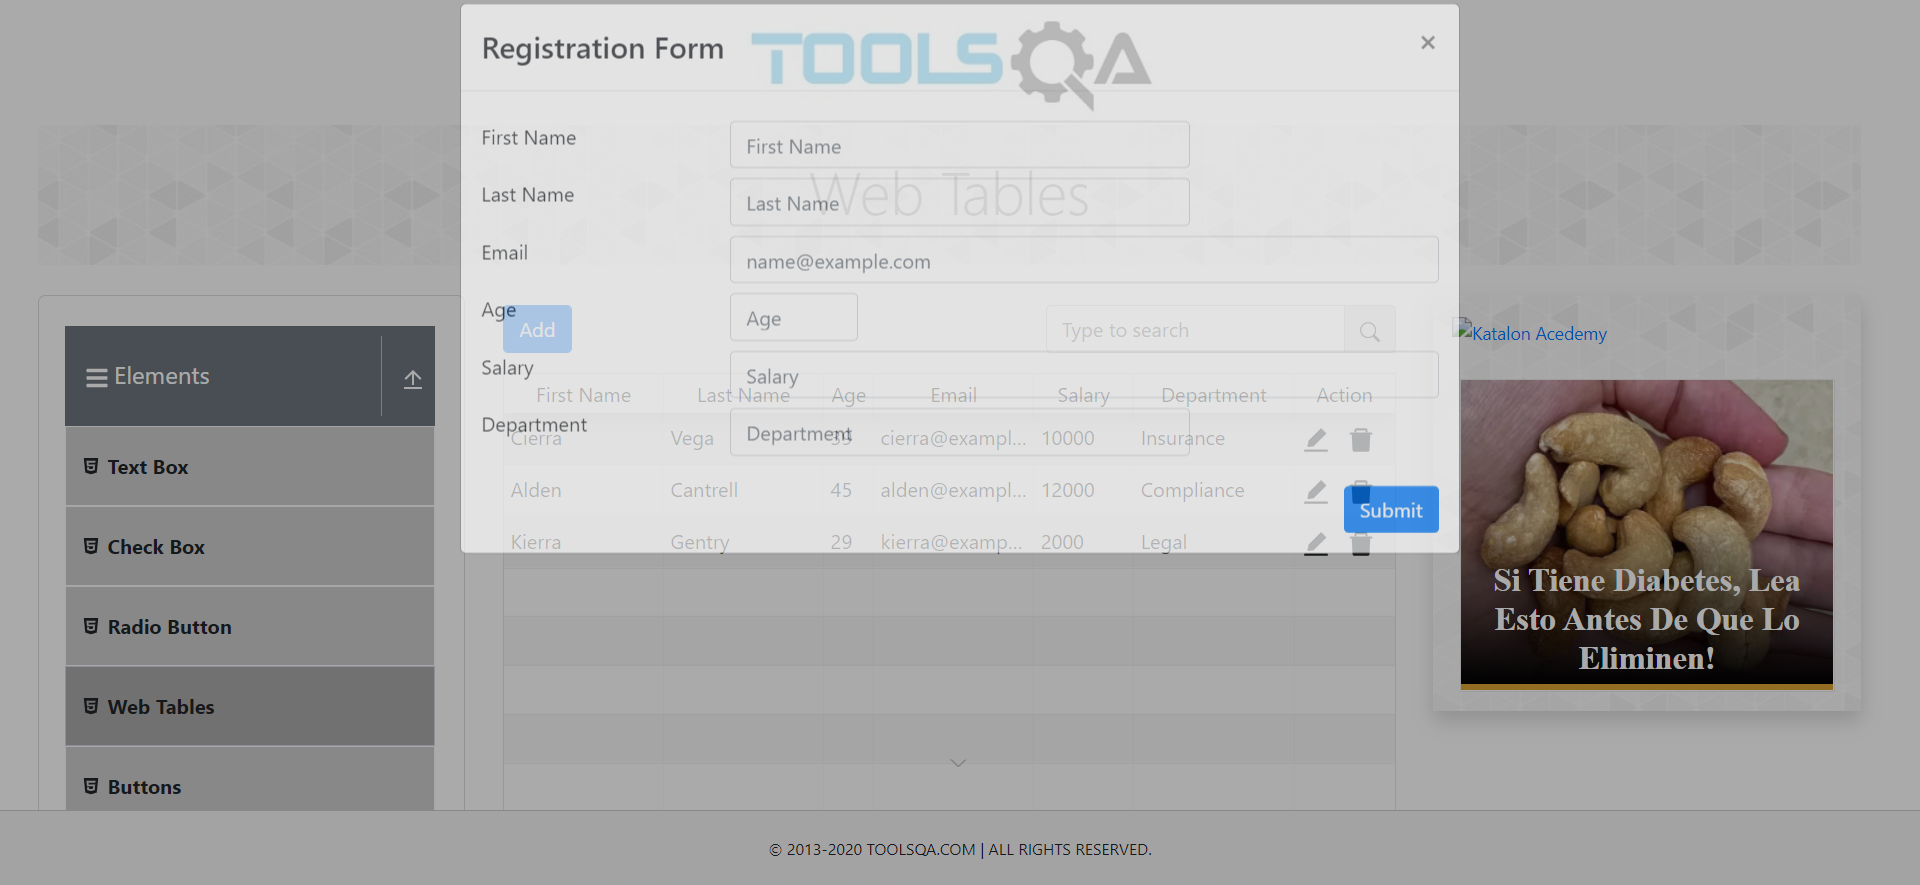 Registration Form
×
TOOLSQA
First Name
First Name
Web Tables
Last Name
Last Name
Email
name@example.com
Age
Age
Add
Type to search
Salary
Salary
Department
Department
First Name Last Name Age Email Salary Department Action
Cierra Vega 39 cierra@exampl... 10000 Insurance
Alden Cantrell 45 alden@exampl... 12000 Compliance
Kierra Gentry 29 kierra@examp... 2000 Legal
Submit
Elements
Text Box
Check Box
Radio Button
Web Tables
Buttons
Katalon Acedemy
Si Tiene Diabetes, Lea
Esto Antes De Que Lo
Eliminen!
© 2013-2020 TOOLSQA.COM | ALL RIGHTS RESERVED.